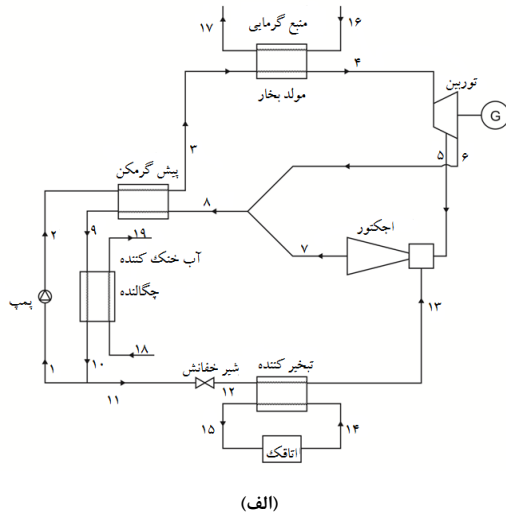 ۱۷
منبع گرمایی
۱۶
مولد بخار
۴
توربین
G
۳
۵
۶
پیش گرمکن
۸
۲
۹
۱۹
آب خنک کننده
چگالنده
۷
اجکتور
پمپ
۱۸
۱۳
۱
۱۰
۱۱
شیر خفانش
۱۲
تبخیر کننده
۱۵
اتاقک
۱۴
(الف)